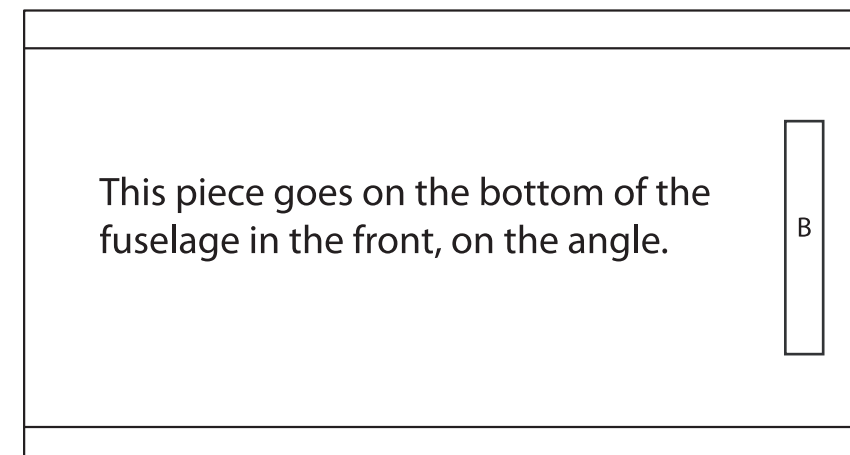 This piece goes on the bottom of the
fuselage in the front, on the angle.
B